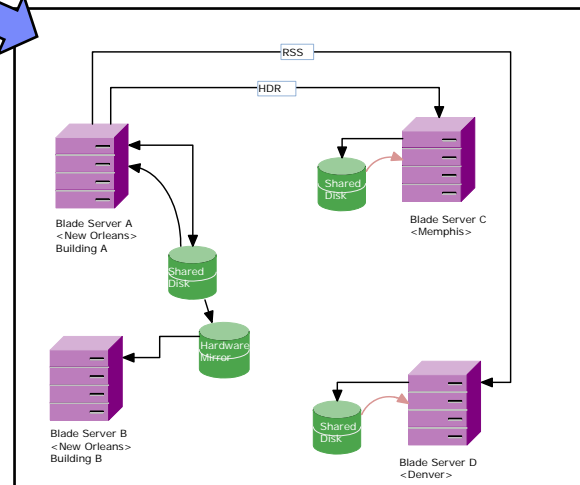 RSS
HDR
Shared
Disk
Blade Server A
<New Orleans>
Building A
Blade Server C
<Memphis>
Shared
Disk
Hardware
Mirror
Blade Server B
<New Orleans>
Building B
Shared
Disk
Blade Server D
<Denver>